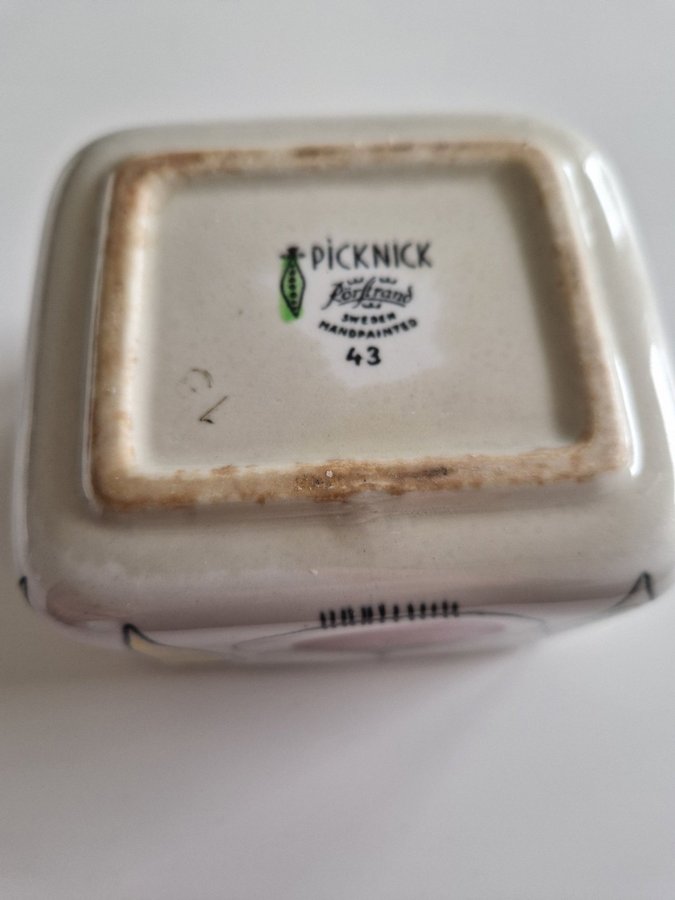 PiCKNiCK
Rörstrand
SWEDEN
HANDPAINTED
43